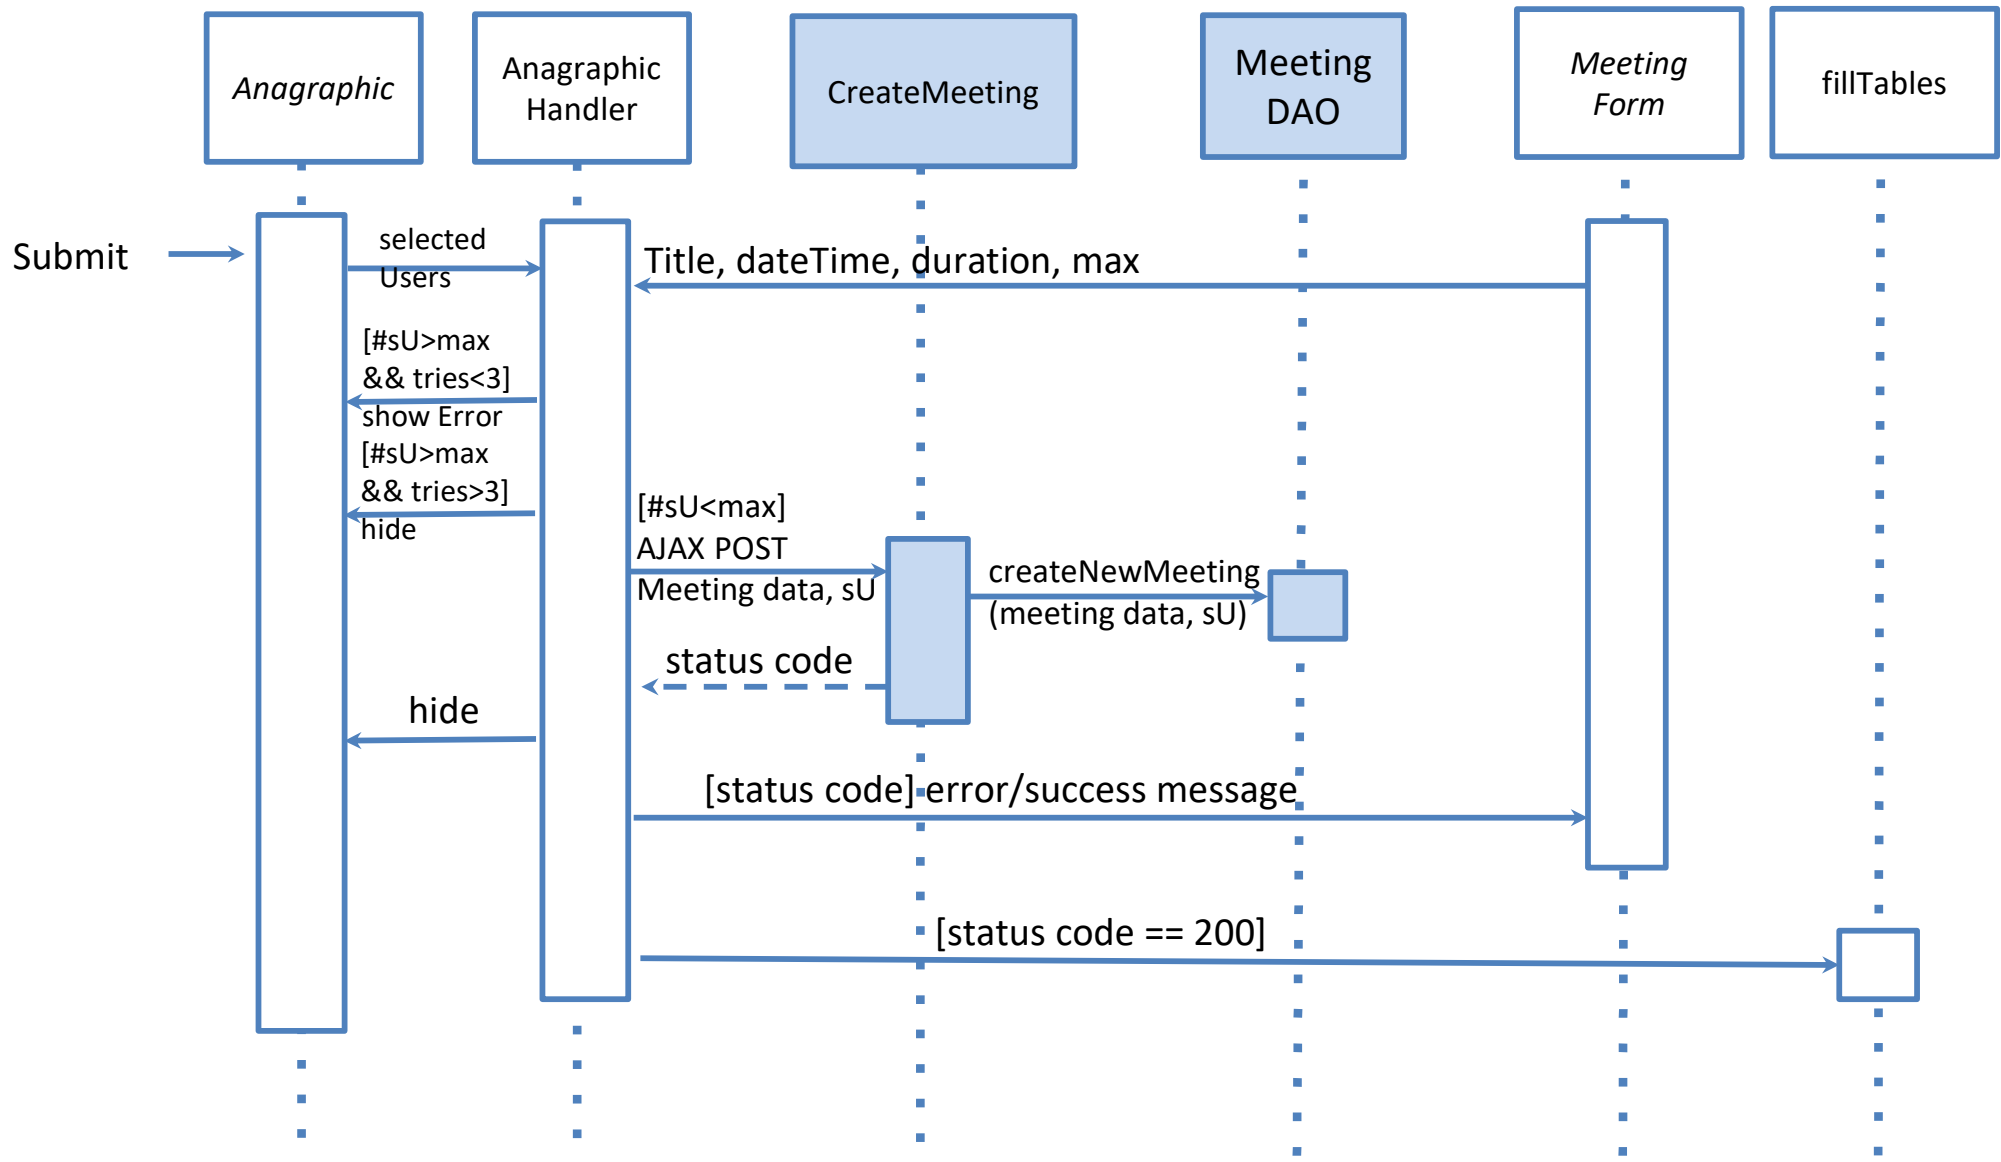 Anagraphic
Anagraphic
Handler
CreateMeeting
Meeting
DAO
Meeting
Form
fillTables
Submit
selected
Users
Title, dateTime, duration, max
[#sU>max
&& tries<3]
show Error
[#sU>max
&& tries>3]
hide
[#sU<max]
AJAX POST
Meeting data, sU
createNewMeeting
(meeting data, sU)
status code
hide
[status code] error/success message
[status code == 200]